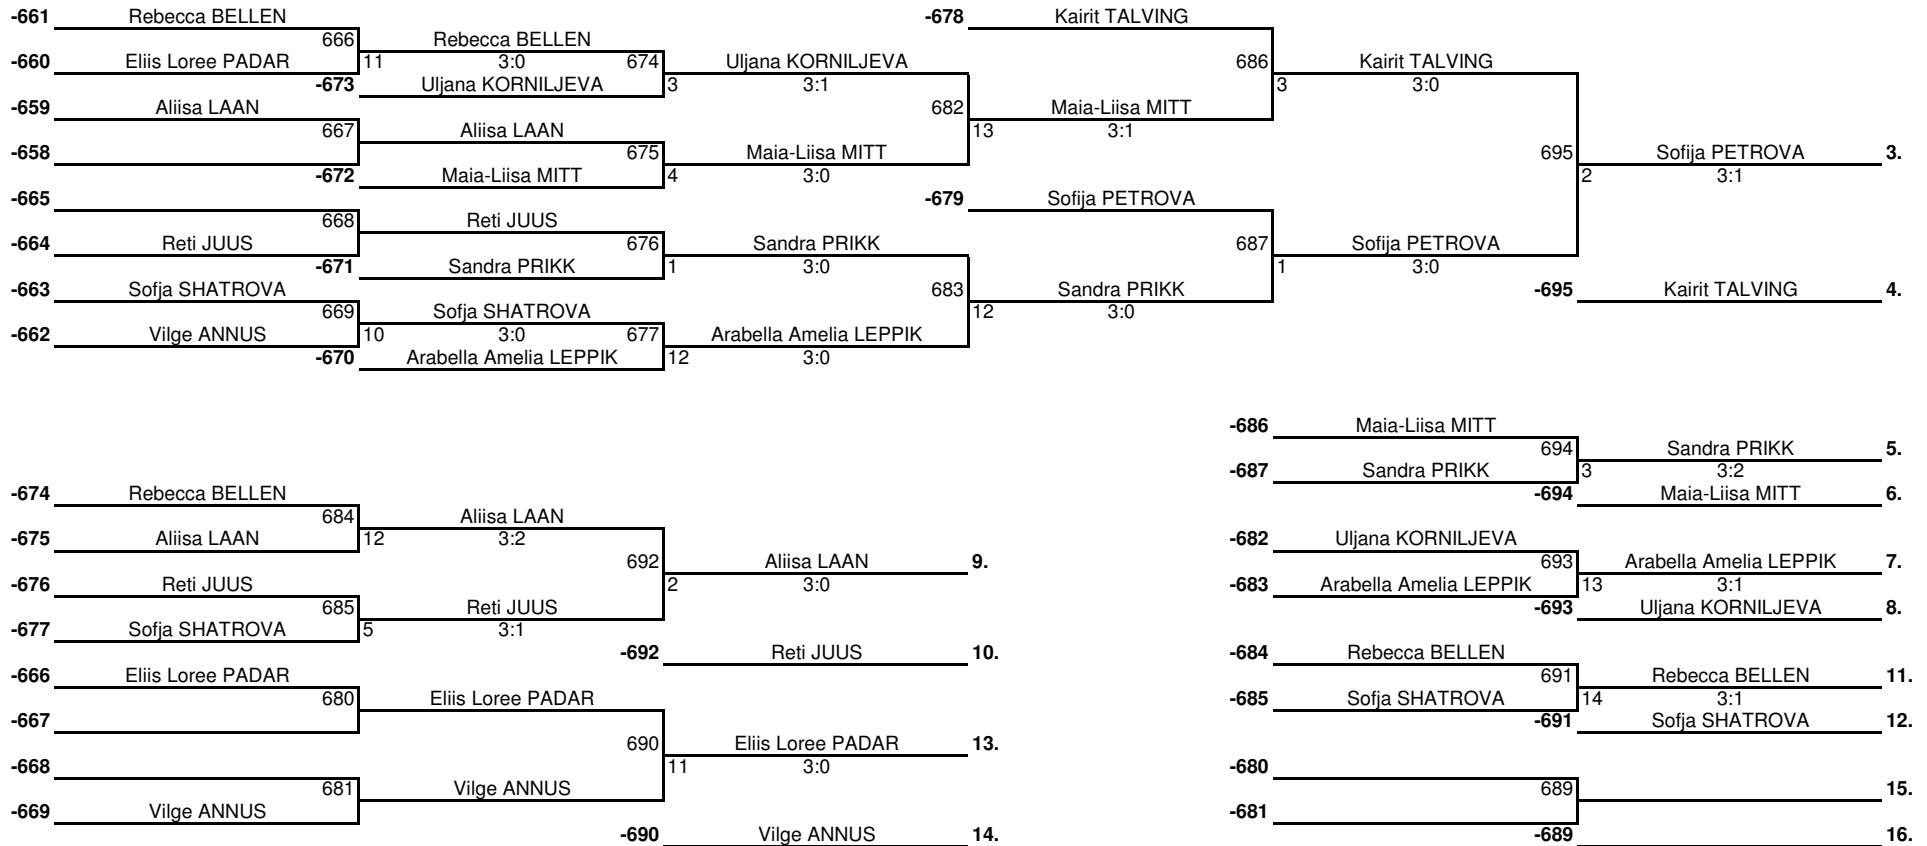 -661 Rebecca BELLEN -678 Kairit TALVING
666 Rebecca BELLEN
-660 Eliis Loree PADAR 11 3:0 674 Uljana KORNILJEVA 686 Kairit TALVING
-673 Uljana KORNILJEVA 3 3:1 3 3:0
-659 Aliisa LAAN 682 Maia-Liisa MITT
667 Aliisa LAAN 13 3:1
-658 675 Maia-Liisa MITT 695 Sofija PETROVA 3.
-672 Maia-Liisa MITT 4 3:0 2 3:1
-665 -679 Sofija PETROVA
668 Reti JUUS
-664 Reti JUUS 676 Sandra PRIKK 687 Sofija PETROVA
-671 Sandra PRIKK 1 3:0 1 3:0
-663 Sofja SHATROVA 683 Sandra PRIKK -695 Kairit TALVING 4.
669 Sofja SHATROVA 12 3:0
-662 Vilge ANNUS 10 3:0 677 Arabella Amelia LEPPIK
-670 Arabella Amelia LEPPIK 12 3:0
-686 Maia-Liisa MITT
694 Sandra PRIKK 5.
-687 Sandra PRIKK 3 3:2
-674 Rebecca BELLEN -694 Maia-Liisa MITT 6.
684 Aliisa LAAN
-675 Aliisa LAAN 12 3:2 -682 Uljana KORNILJEVA
692 Aliisa LAAN 9. 693 Arabella Amelia LEPPIK 7.
-676 Reti JUUS 2 3:0 -683 Arabella Amelia LEPPIK 13 3:1
685 Reti JUUS -693 Uljana KORNILJEVA 8.
-677 Sofja SHATROVA 5 3:1
-692 Reti JUUS 10. -684 Rebecca BELLEN
-666 Eliis Loree PADAR 691 Rebecca BELLEN 11.
680 Eliis Loree PADAR -685 Sofja SHATROVA 14 3:1
-667 -691 Sofja SHATROVA 12.
690 Eliis Loree PADAR 13.
-668 11 3:0 -680
681 Vilge ANNUS 689 15.
-669 Vilge ANNUS -681
-690 Vilge ANNUS 14. -689 16.